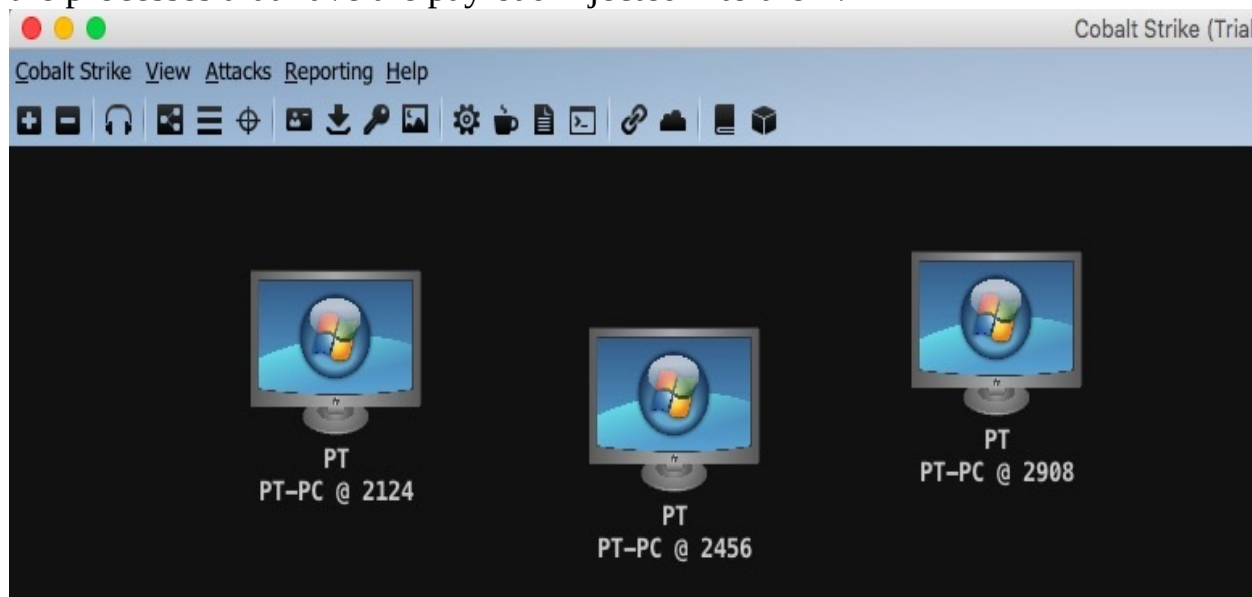 Cobalt Strike (Trial
Cobalt Strike View Attacks Reporting Help
PT
PT-PC @ 2124
PT
PT-PC @ 2456
PT
PT-PC @ 2908